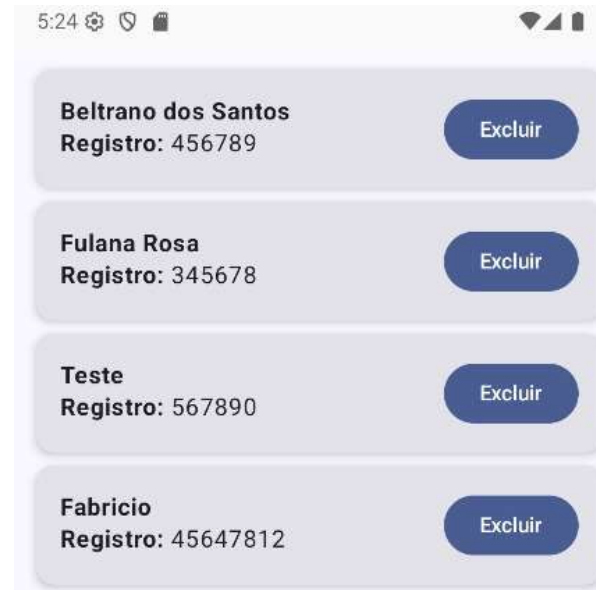 5:24
Beltrano dos Santos
Registro: 456789
Excluir
Fulana Rosa
Registro: 345678
Excluir
Teste
Registro: 567890
Excluir
Fabricio
Registro: 45647812
Excluir